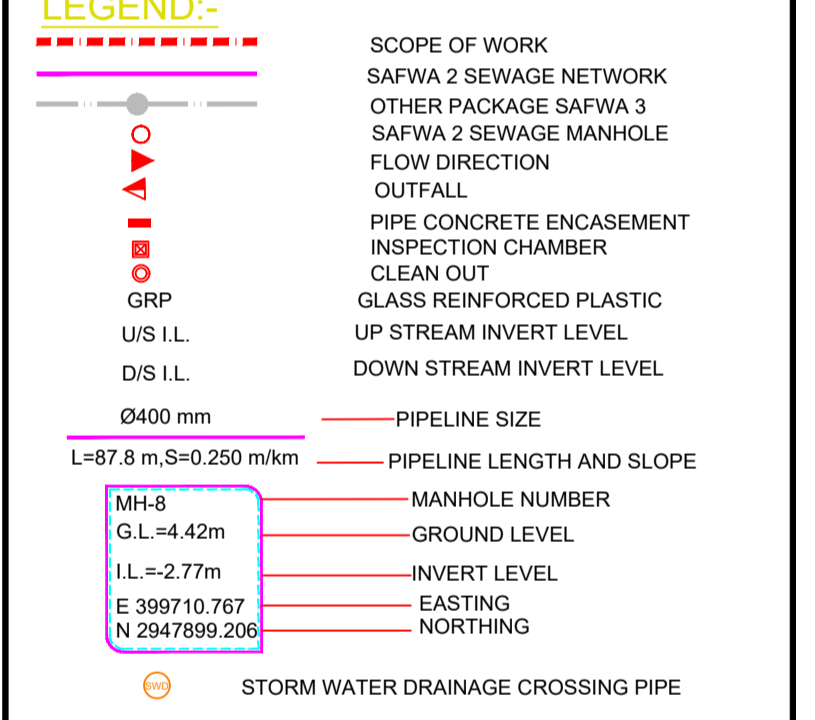 LEGEND:-
SCOPE OF WORK
SAFWA 2 SEWAGE NETWORK
OTHER PACKAGE SAFWA 3
SAFWA 2 SEWAGE MANHOLE
FLOW DIRECTION
OUTFALL
PIPE CONCRETE ENCASEMENT
INSPECTION CHAMBER
CLEAN OUT
GRP GLASS REINFORCED PLASTIC
U/S I.L. UP STREAM INVERT LEVEL
D/S I.L. DOWN STREAM INVERT LEVEL
Ø400 mm PIPELINE SIZE
L=87.8 m,S=0.250 m/km PIPELINE LENGTH AND SLOPE
MH-8 MANHOLE NUMBER
G.L.=4.42m GROUND LEVEL
I.L.=-2.77m INVERT LEVEL
E 399710.767 EASTING
N 2947899.206 NORTHING
SWD STORM WATER DRAINAGE CROSSING PIPE